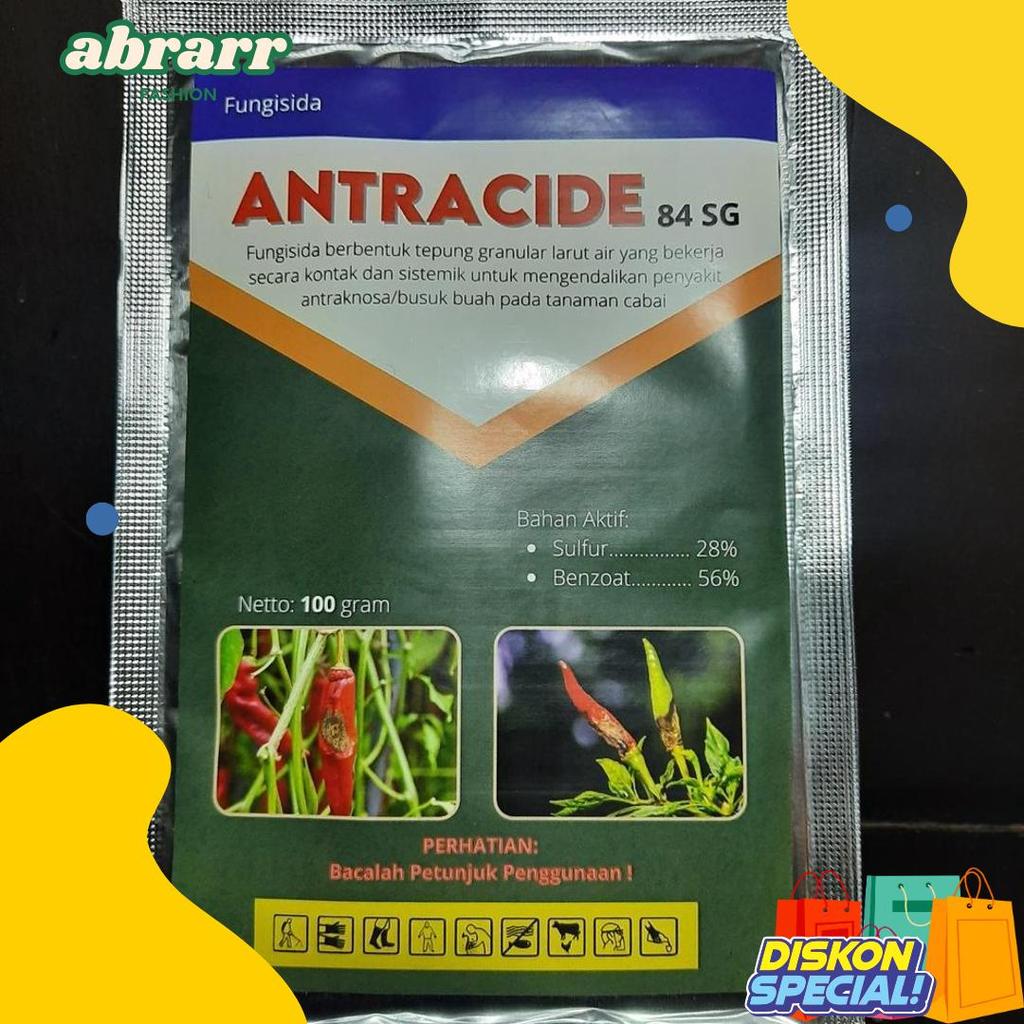 abrarr
FASHION
Fungisida
ANTRACIDE 84 SG
Fungisida berbentuk tepung granular larut air yang bekerja
secara kontak dan sistemik untuk mengendalikan penyakit
antraknosa/busuk buah pada tanaman cabai
Bahan Aktif:
• Sulfur................ 28%
• Benzoat............ 56%
Netto: 100 gram
PERHATIAN:
Bacalah Petunjuk Penggunaan !
DISKON
SPECIAL!